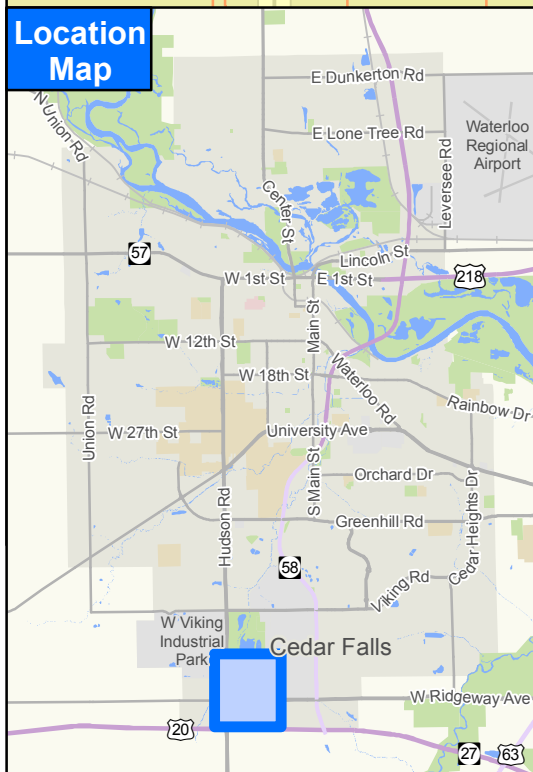 Location
Map
E Dunkerton Rd
N Union Rd
E Lone Tree Rd
Waterloo
Regional
Airport
Leversee Rd
Center St
Lincoln St
57
W 1st St
E 1st St
218
Main St
W 12th St
W 18th St
Waterloo Rd
Rainbow Dr
Union Rd
W 27th St
University Ave
S Main St
Orchard Dr
Hudson Rd
Greenhill Rd
Cedar Heights Dr
58
Viking Rd
W Viking
Industrial
Park
Cedar Falls
W Ridgeway Ave
20
27
63